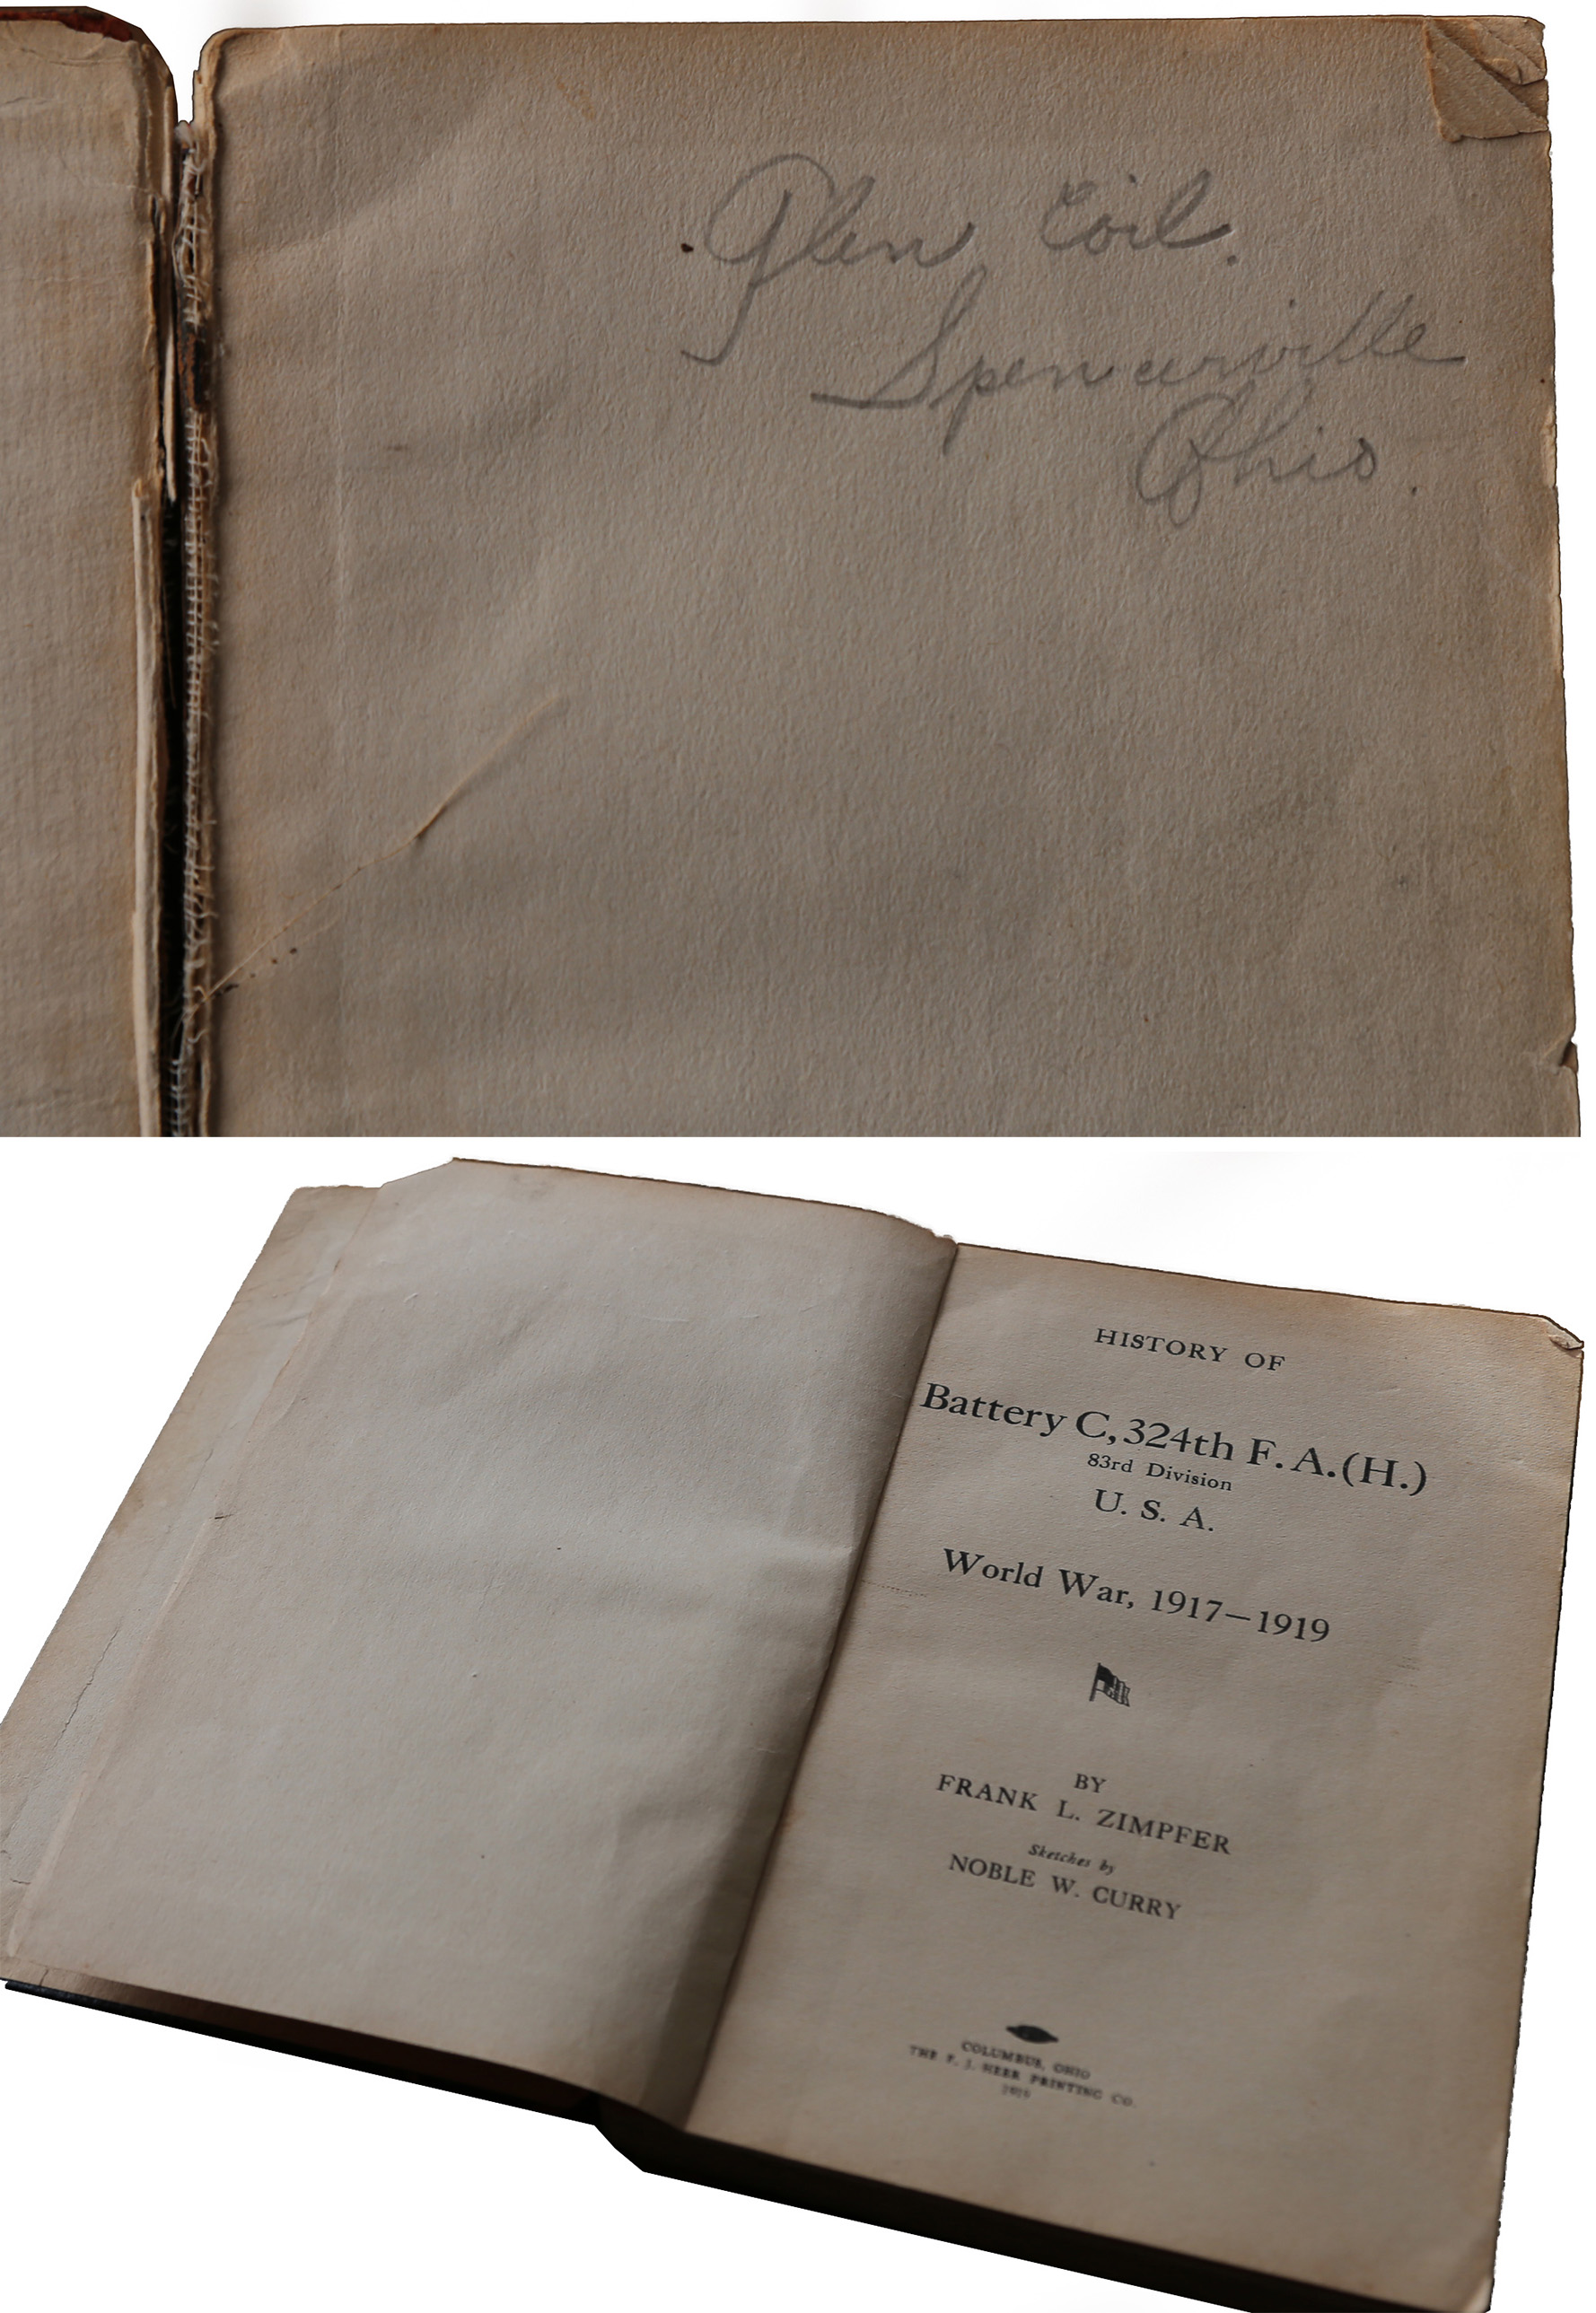 Glen Coil.
Spencerville
Ohio.
HISTORY OF
Battery C, 324th F. A. (H.)
83rd Division
U. S. A.
World War, 1917–1919
BY
FRANK L. ZIMPFER
Sketches by
NOBLE W. CURRY
COLUMBUS, OHIO
THE F. J. HEER PRINTING CO.